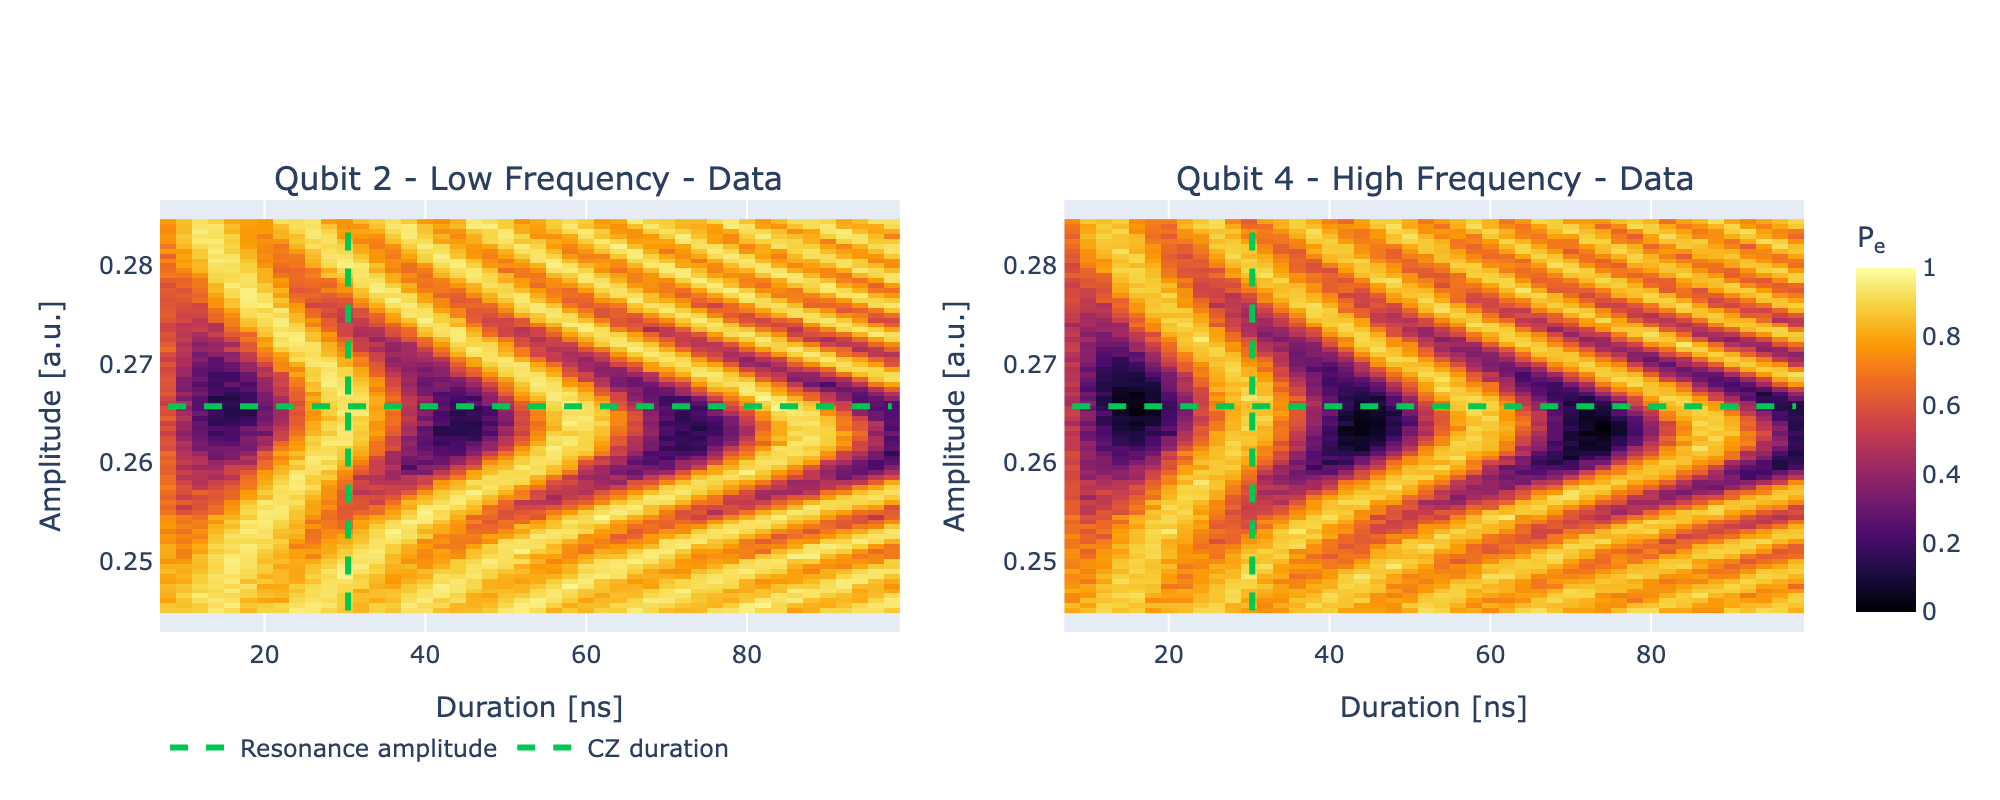 Qubit 2 - Low Frequency - Data
Qubit 4 - High Frequency - Data
Amplitude [a.u.]
0.28
0.27
0.26
0.25
20 40 60 80
Duration [ns]
Amplitude [a.u.]
0.28
0.27
0.26
0.25
20 40 60 80
Duration [ns]
Pe
1
0.8
0.6
0.4
0.2
0
Resonance amplitude CZ duration